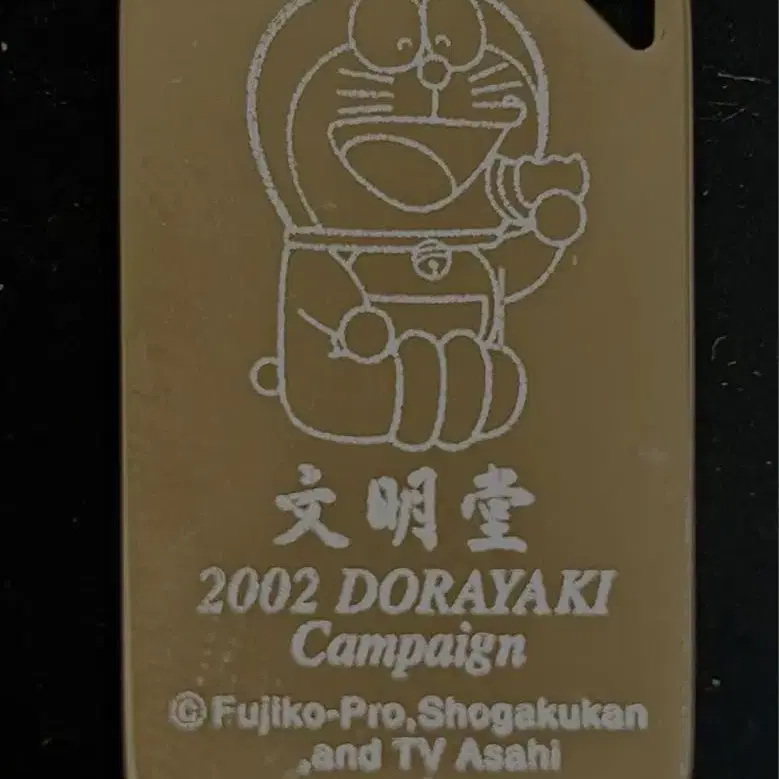 文明堂
2002 DORAYAKI
Campaign
©Fujiko-Pro,Shogakukan
,and TV Asahi